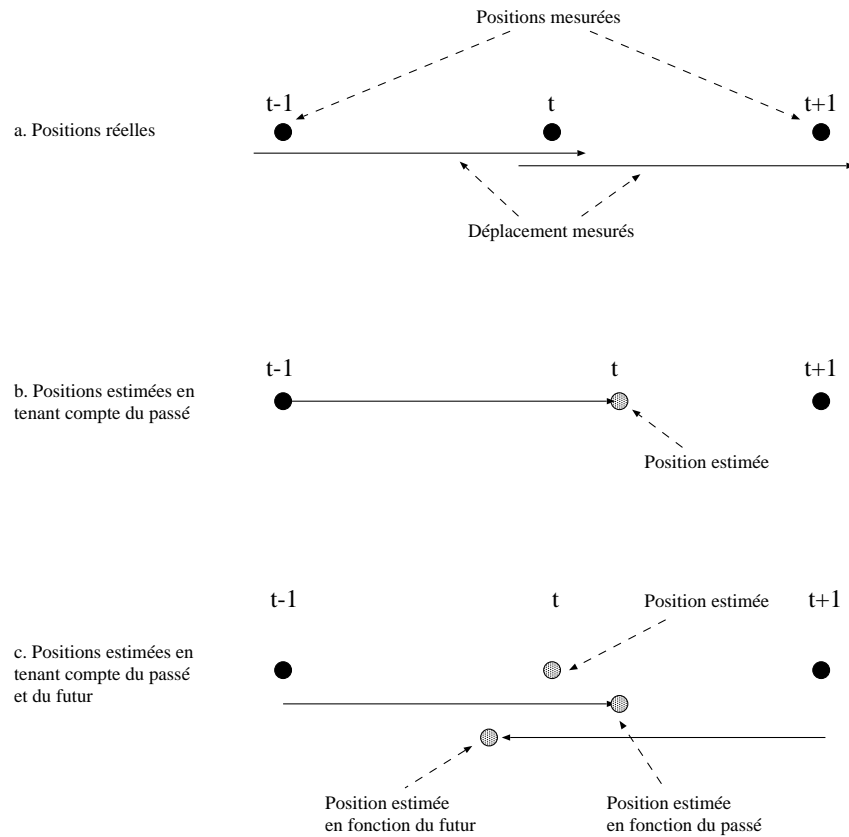 Positions mesurées
t-1
t
t+1
a. Positions réelles
Déplacement mesurés
t-1
t
t+1
b. Positions estimées en
tenant compte du passé
Position estimée
t-1
t
Position estimée
t+1
c. Positions estimées en
tenant compte du passé
et du futur
Position estimée
en fonction du futur
Position estimée
en fonction du passé